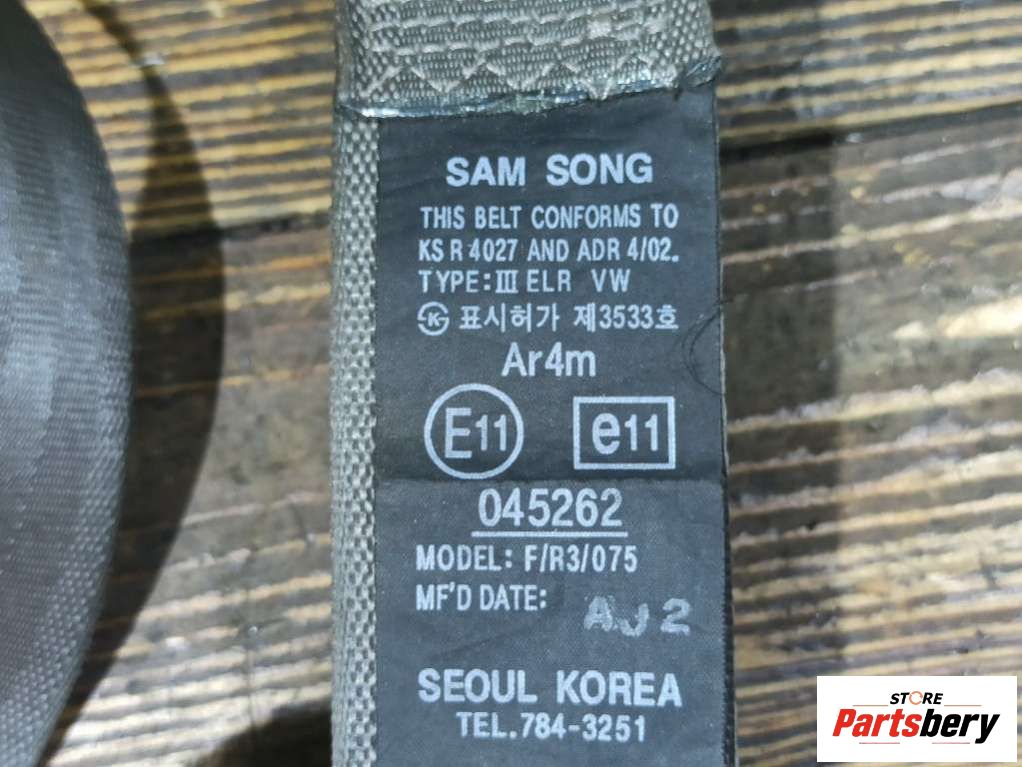 SAM SONG
THIS BELT CONFORMS TO
KS R 4027 AND ADR 4/02.
TYPE: III ELR VW
표시허가 제3533호
Ar4m
E11 e11
045262
MODEL: F/R3/075
MF'D DATE: AJ2
SEOUL KOREA
TEL.784-3251
STORE
Partsbery